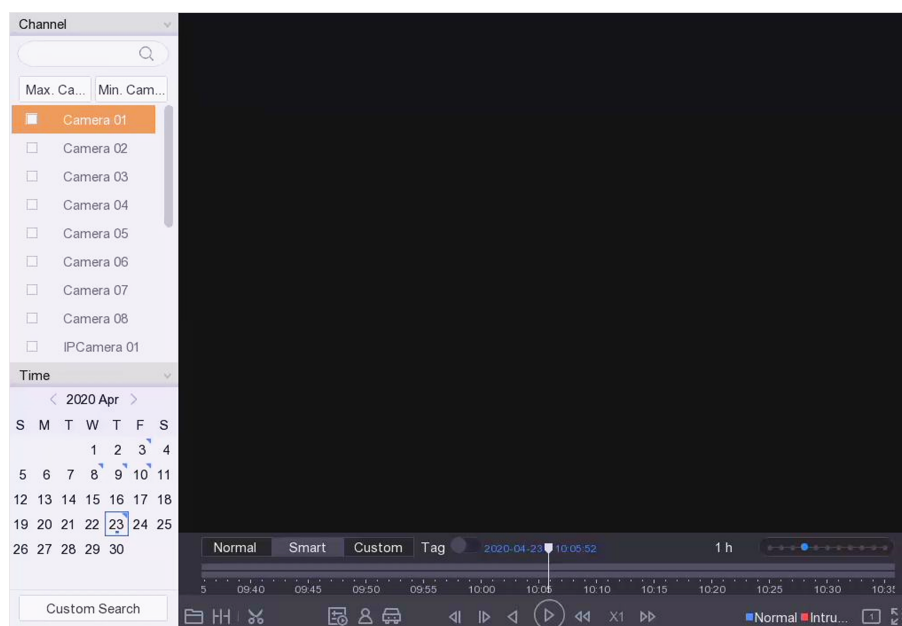 Channel
Max. Ca... Min. Cam...
Camera 01
Camera 02
Camera 03
Camera 04
Camera 05
Camera 06
Camera 07
Camera 08
IPCamera 01
Time
2020 Apr
S M T W T F S
1 2 3 4
5 6 7 8 9 10 11
12 13 14 15 16 17 18
19 20 21 22 23 24 25
26 27 28 29 30
Custom Search
Normal Smart Custom Tag 2020-04-23 10:05:52 1 h
5 09:40 09:45 09:50 09:55 10:00 10:05 10:10 10:15 10:20 10:25 10:30 10:35
X1 Normal Intru... 1